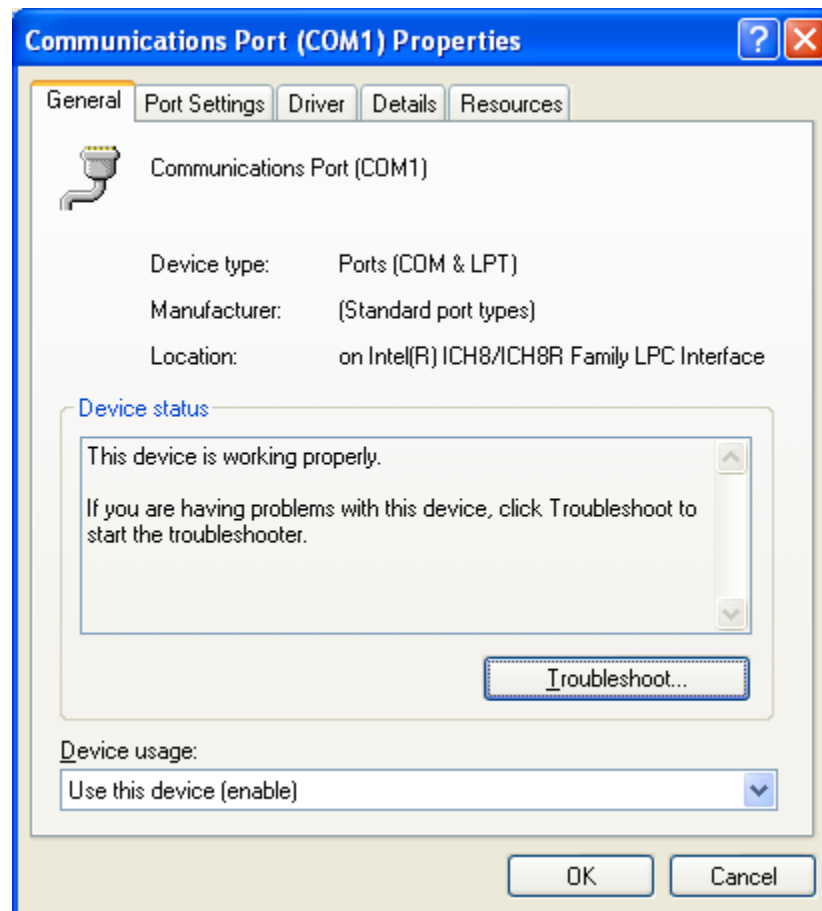 Communications Port (COM1) Properties
General Port Settings Driver Details Resources
Communications Port (COM1)
Device type: Ports (COM & LPT)
Manufacturer: (Standard port types)
Location: on Intel(R) ICH8/ICH8R Family LPC Interface
Device status
This device is working properly.
If you are having problems with this device, click Troubleshoot to
start the troubleshooter.
Troubleshoot...
Device usage:
Use this device (enable)
OK Cancel